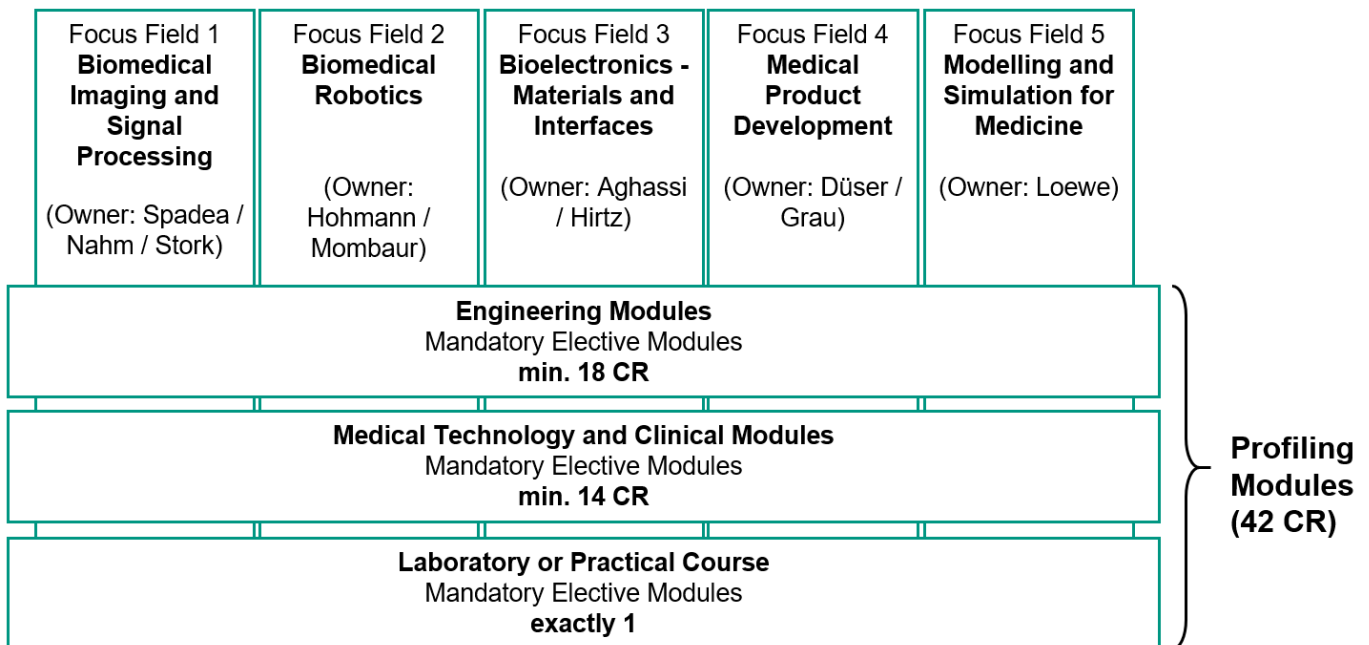 Focus Field 1
Biomedical
Imaging and
Signal
Processing
(Owner: Spadea /
Nahm / Stork)
Focus Field 2
Biomedical
Robotics
(Owner:
Hohmann /
Mombaur)
Focus Field 3
Bioelectronics -
Materials and
Interfaces
(Owner: Aghassi
/ Hirtz)
Focus Field 4
Medical
Product
Development
(Owner: Düser /
Grau)
Focus Field 5
Modelling and
Simulation for
Medicine
(Owner: Loewe)
Engineering Modules
Mandatory Elective Modules
min. 18 CR
Medical Technology and Clinical Modules
Mandatory Elective Modules
min. 14 CR
Laboratory or Practical Course
Mandatory Elective Modules
exactly 1
Profiling
Modules
(42 CR)